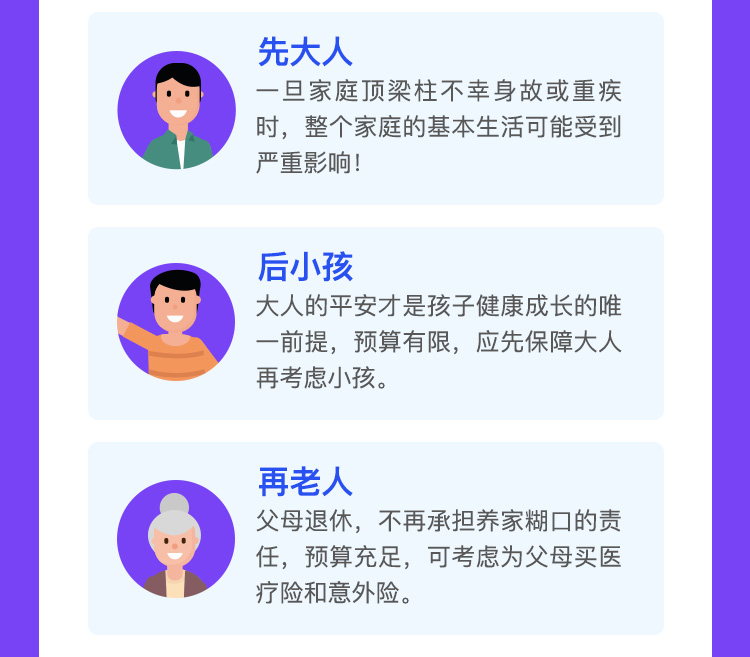 先大人
一旦家庭顶梁柱不幸身故或重疾
时，整个家庭的基本生活可能受到
严重影响！
后小孩
大人的平安才是孩子健康成长的唯
一前提，预算有限，应先保障大人
再考虑小孩。
再老人
父母退休，不再承担养家糊口的责
任，预算充足，可考虑为父母买医
疗险和意外险。